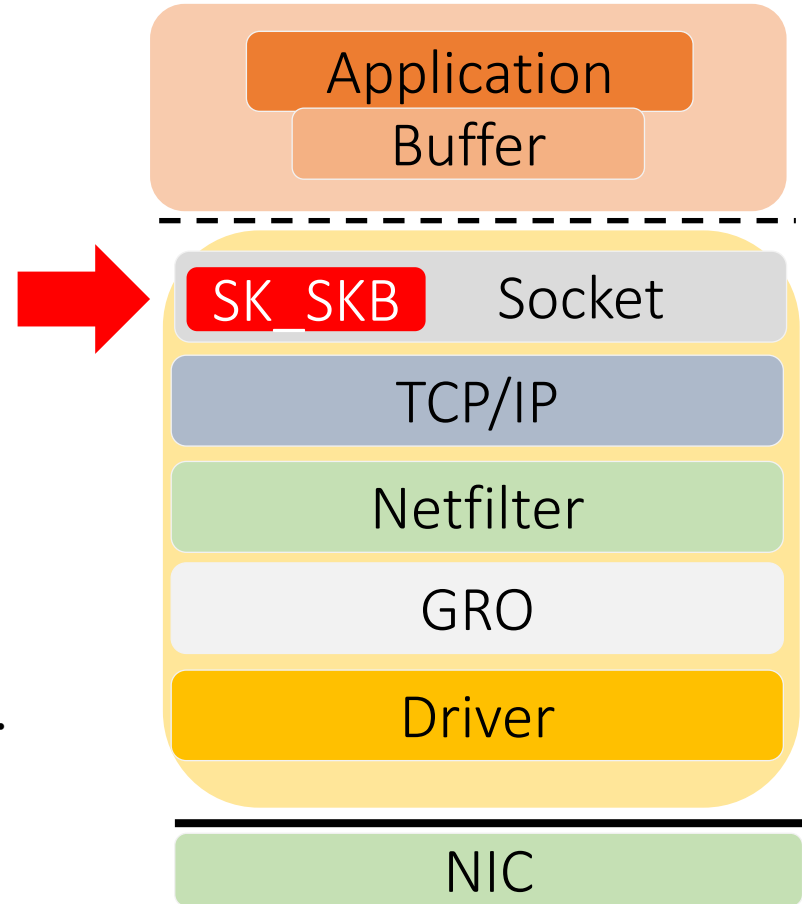 Application
Buffer
SK_SKB Socket
TCP/IP
Netfilter
GRO
Driver
.
NIC